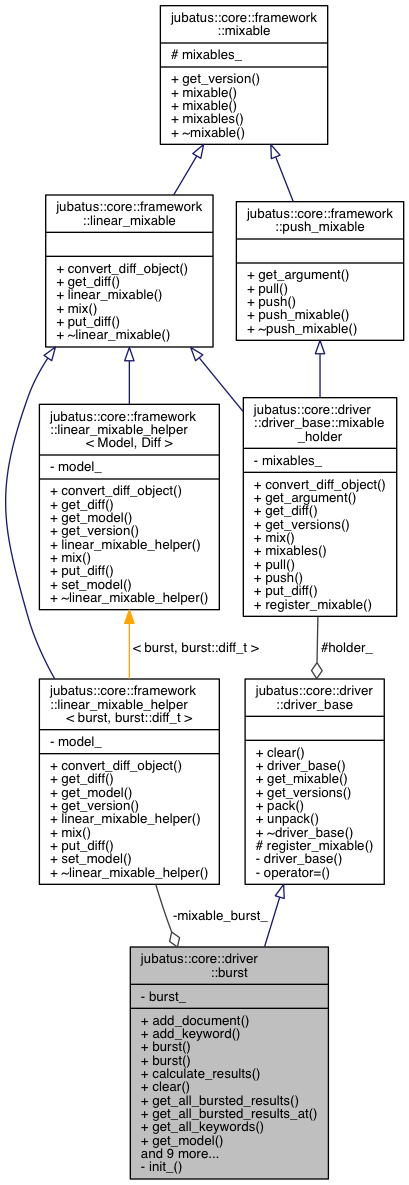 jubatus::core::framework
::mixable
# mixables_
+ get_version()
+ mixable()
+ mixable()
+ mixables()
+ ~mixable()
jubatus::core::framework
::linear_mixable
+ convert_diff_object()
+ get_diff()
+ linear_mixable()
+ mix()
+ put_diff()
+ ~linear_mixable()
jubatus::core::framework
::push_mixable
+ get_argument()
+ pull()
+ push()
+ push_mixable()
+ ~push_mixable()
jubatus::core::framework
::linear_mixable_helper
< Model, Diff >
- model_
+ convert_diff_object()
+ get_diff()
+ get_model()
+ get_version()
+ linear_mixable_helper()
+ mix()
+ put_diff()
+ set_model()
+ ~linear_mixable_helper()
jubatus::core::driver
::driver_base::mixable
_holder
- mixables_
+ convert_diff_object()
+ get_argument()
+ get_diff()
+ get_versions()
+ mix()
+ mixables()
+ pull()
+ push()
+ put_diff()
+ register_mixable()
< burst, burst::diff_t >
#holder_
jubatus::core::framework
::linear_mixable_helper
< burst, burst::diff_t >
- model_
+ convert_diff_object()
+ get_diff()
+ get_model()
+ get_version()
+ linear_mixable_helper()
+ mix()
+ put_diff()
+ set_model()
+ ~linear_mixable_helper()
jubatus::core::driver
::driver_base
+ clear()
+ driver_base()
+ get_mixable()
+ get_versions()
+ pack()
+ unpack()
+ ~driver_base()
# register_mixable()
- driver_base()
- operator=()
-mixable_burst_
jubatus::core::driver
::burst
- burst_
+ add_document()
+ add_keyword()
+ burst()
+ burst()
+ calculate_results()
+ clear()
+ get_all_bursted_results()
+ get_all_bursted_results_at()
+ get_all_keywords()
+ get_model()
and 9 more...
- init_()